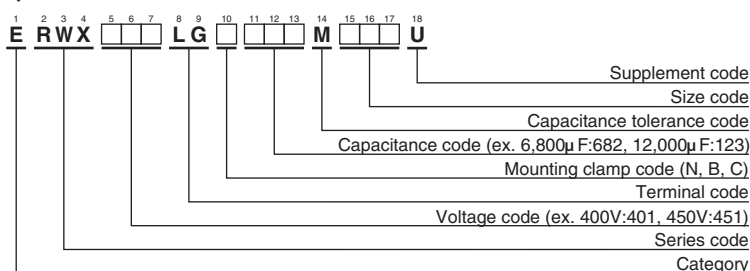 1 2 3 4 5 6 7 8 9 10 11 12 13 14 15 16 17 18
E RWX □□□ LG □ □□□ M □□□ U
Supplement code
Size code
Capacitance tolerance code
Capacitance code (ex. 6,800μF:682, 12,000μF:123)
Mounting clamp code (N, B, C)
Terminal code
Voltage code (ex. 400V:401, 450V:451)
Series code
Category